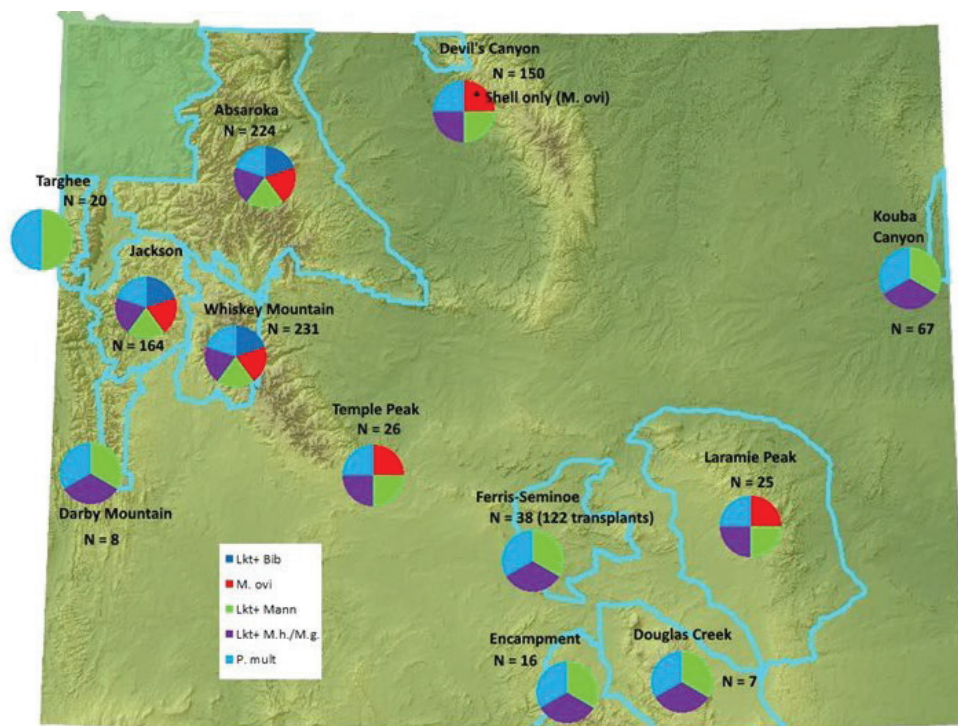 Devil's Canyon
N = 150
* Shell only (M. ovi)
Absaroka
N = 224
Targhee
N = 20
Kouba
Canyon
N = 67
Jackson
N = 164
Whiskey Mountain
N = 231
Temple Peak
N = 26
Laramie Peak
N = 25
Ferris-Seminoe
N = 38 (122 transplants)
Darby Mountain
N = 8
Lkt+ Bib
M. ovi
Lkt+ Mann
Lkt+ M.h./M.g.
P. mult
Encampment
N = 16
Douglas Creek
N = 7